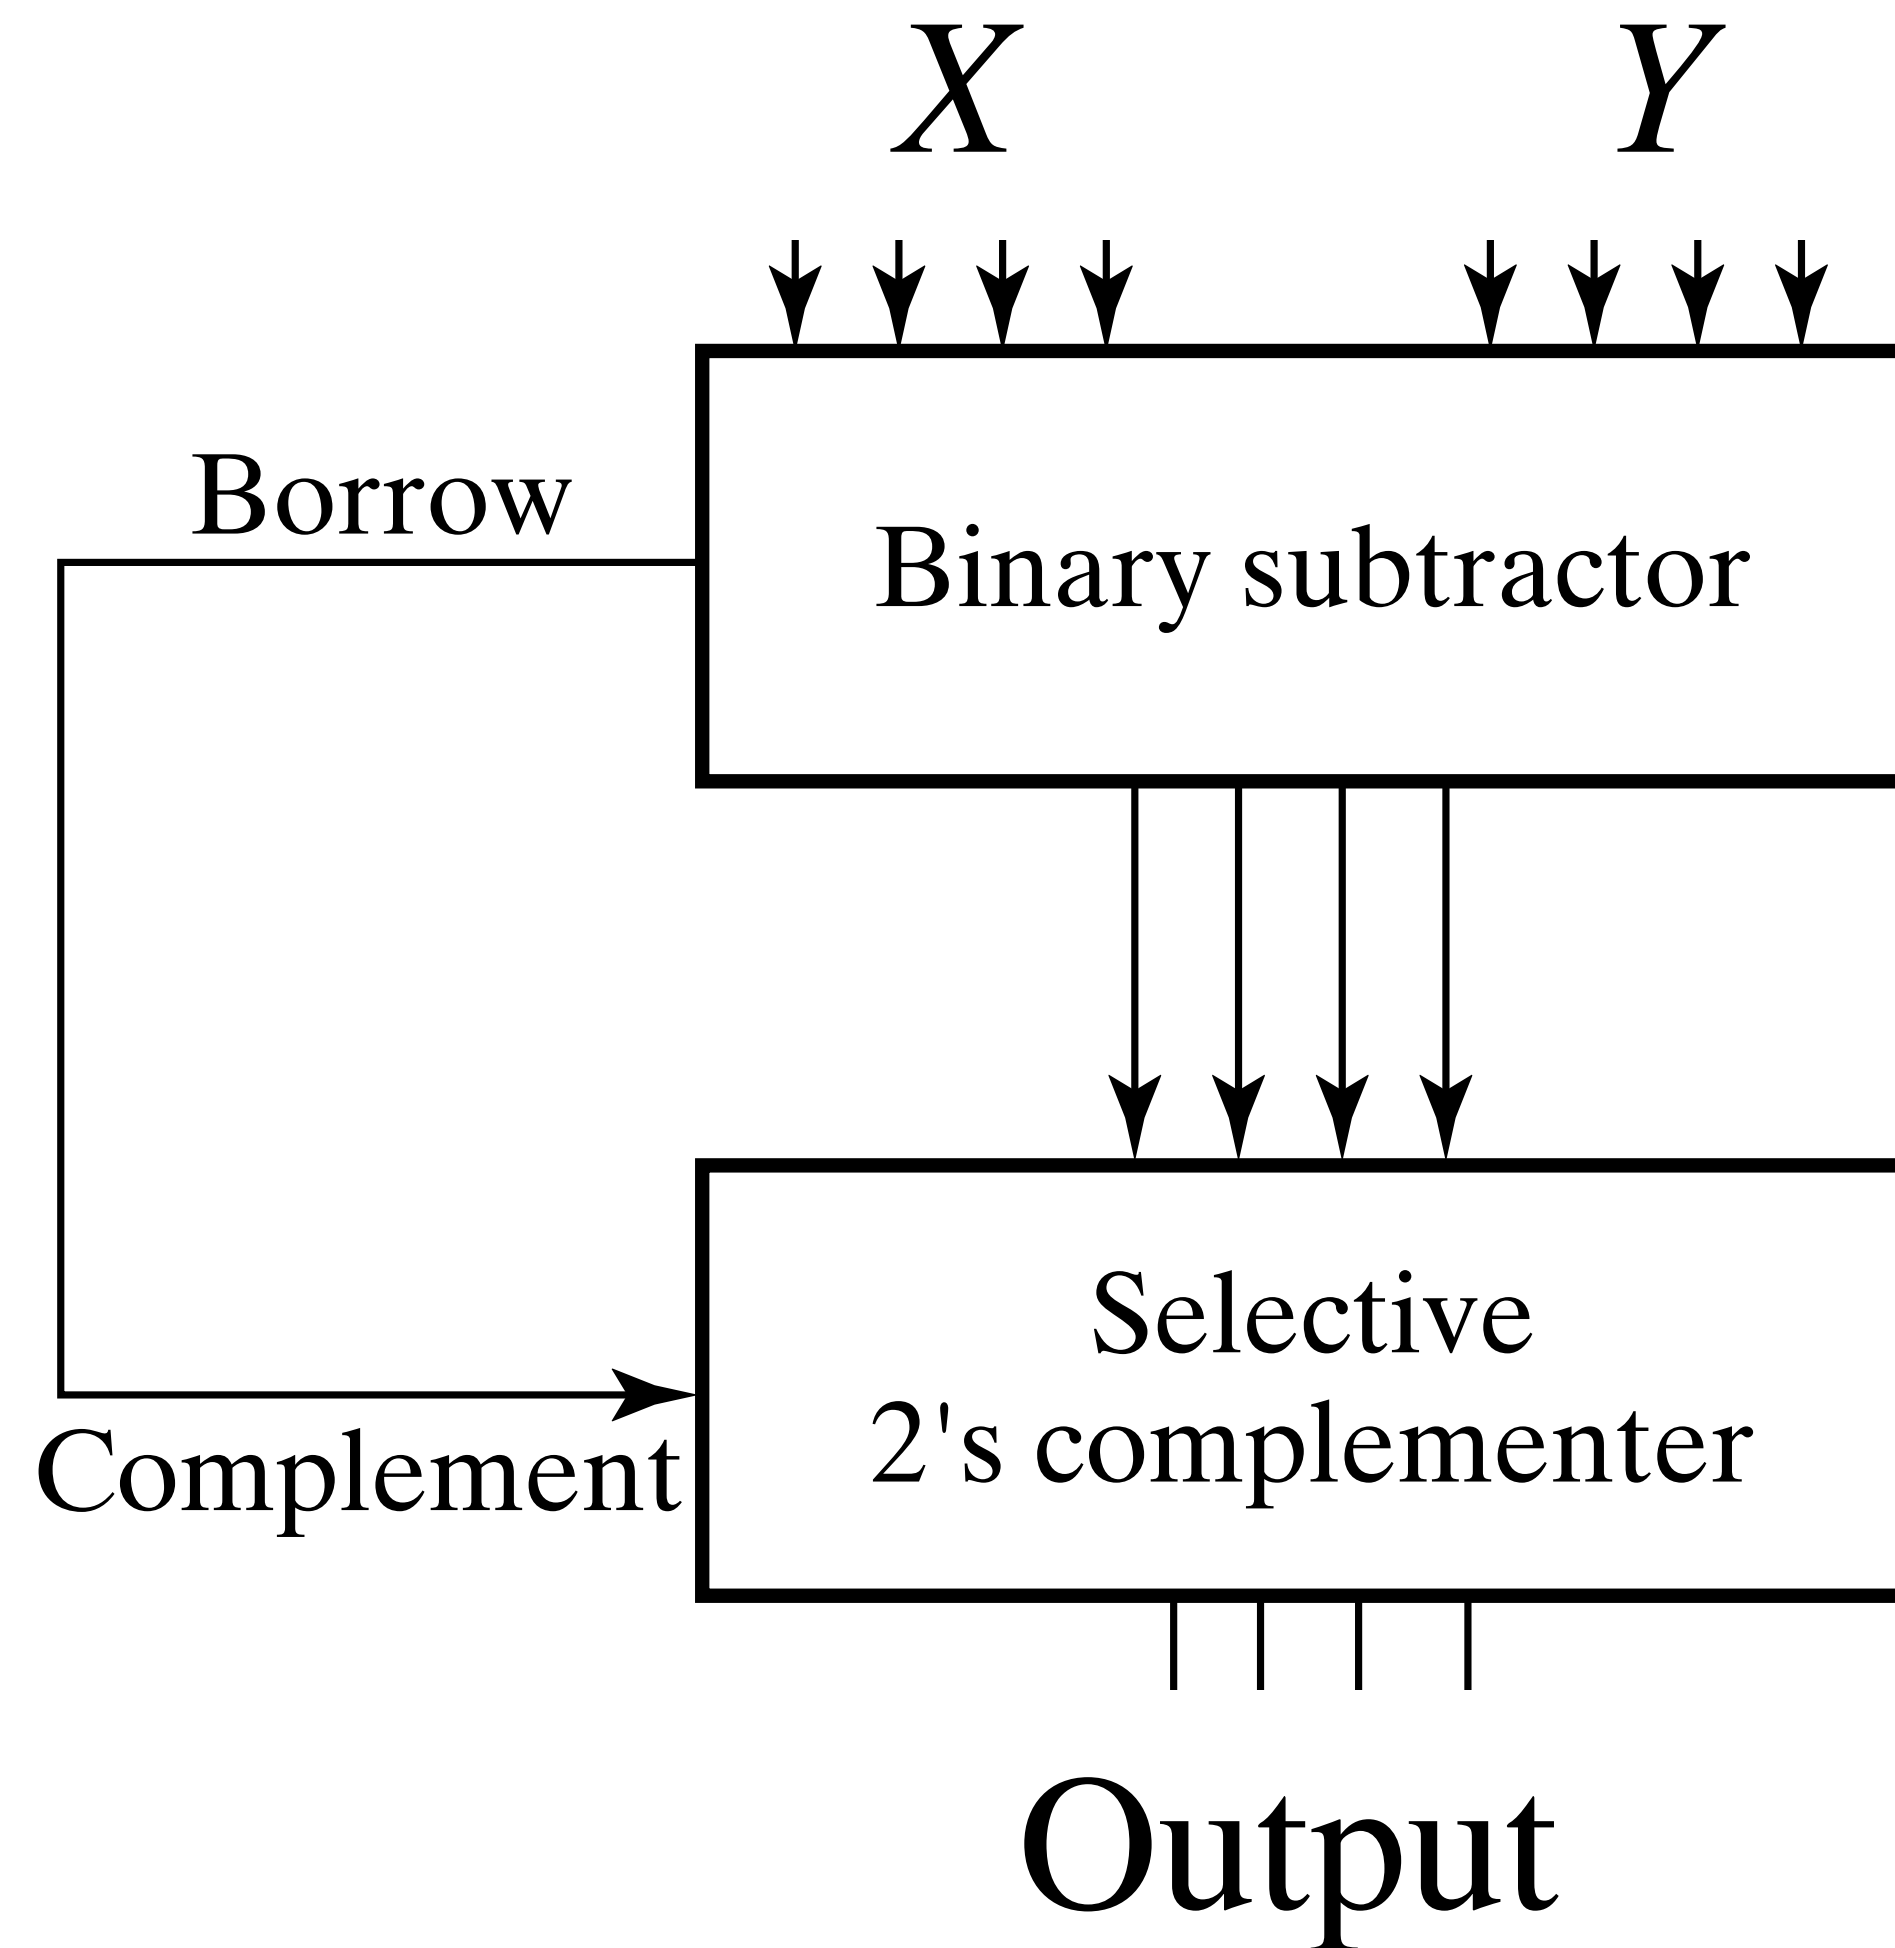 X Y
Borrow
Binary subtractor
Selective
2's complementer
Complement
Output